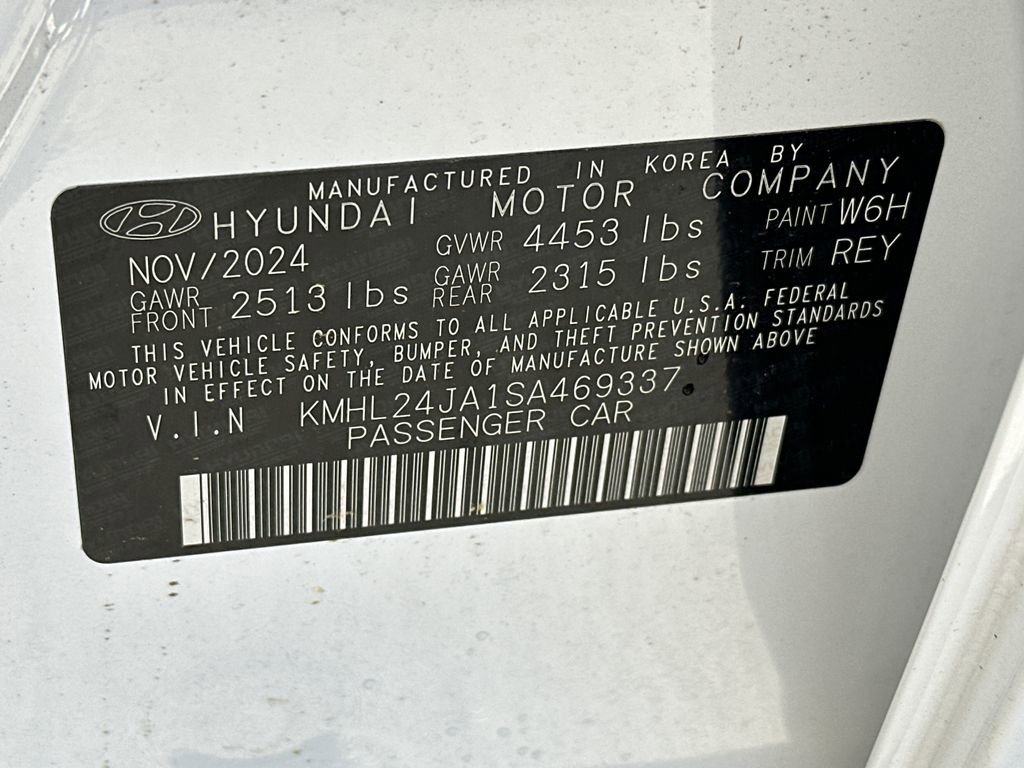 MANUFACTURED IN KOREA BY
HYUNDAI MOTOR COMPANY
NOV/2024 GVWR 4453 lbs PAINT W6H
GAWR FRONT 2513 lbs GAWR REAR 2315 lbs TRIM REY
THIS VEHICLE CONFORMS TO ALL APPLICABLE U.S.A. FEDERAL
MOTOR VEHICLE SAFETY, BUMPER, AND THEFT PREVENTION STANDARDS
IN EFFECT ON THE DATE OF MANUFACTURE SHOWN ABOVE
V.I.N KMHL24JA1SA469337
PASSENGER CAR